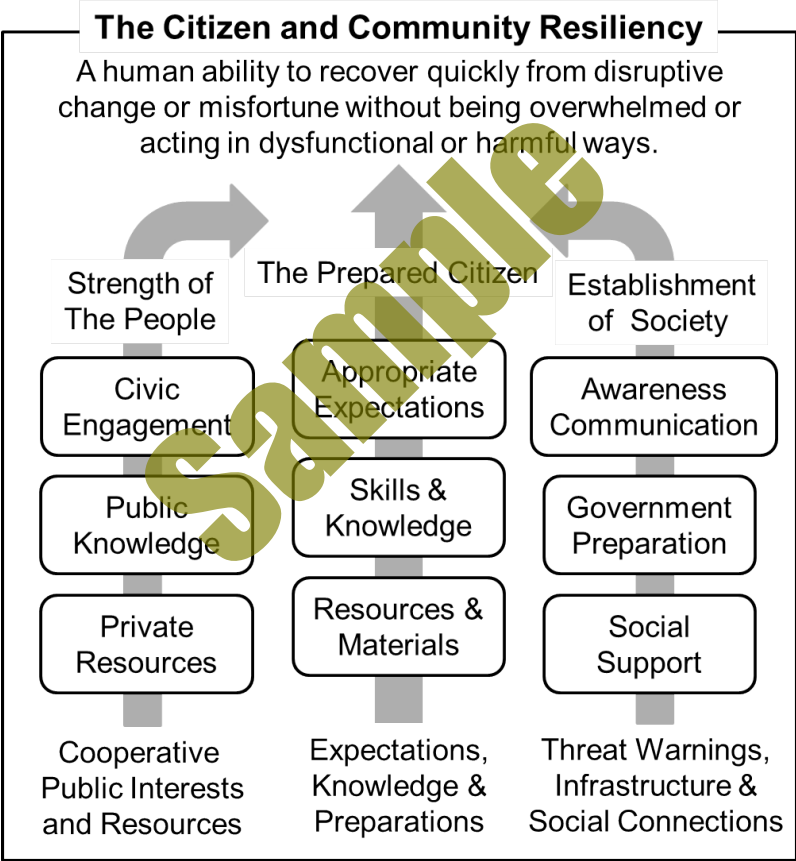 The Citizen and Community Resiliency
A human ability to recover quickly from disruptive
change or misfortune without being overwhelmed or
acting in dysfunctional or harmful ways.
Strength of
The People
Civic
Engagement
Public
Knowledge
Private
Resources
Cooperative
Public Interests
and Resources
The Prepared Citizen
Appropriate
Expectations
Skills &
Knowledge
Resources &
Materials
Expectations,
Knowledge &
Preparations
Establishment
of Society
Awareness
Communication
Government
Preparation
Social
Support
Threat Warnings,
Infrastructure &
Social Connections
Sample